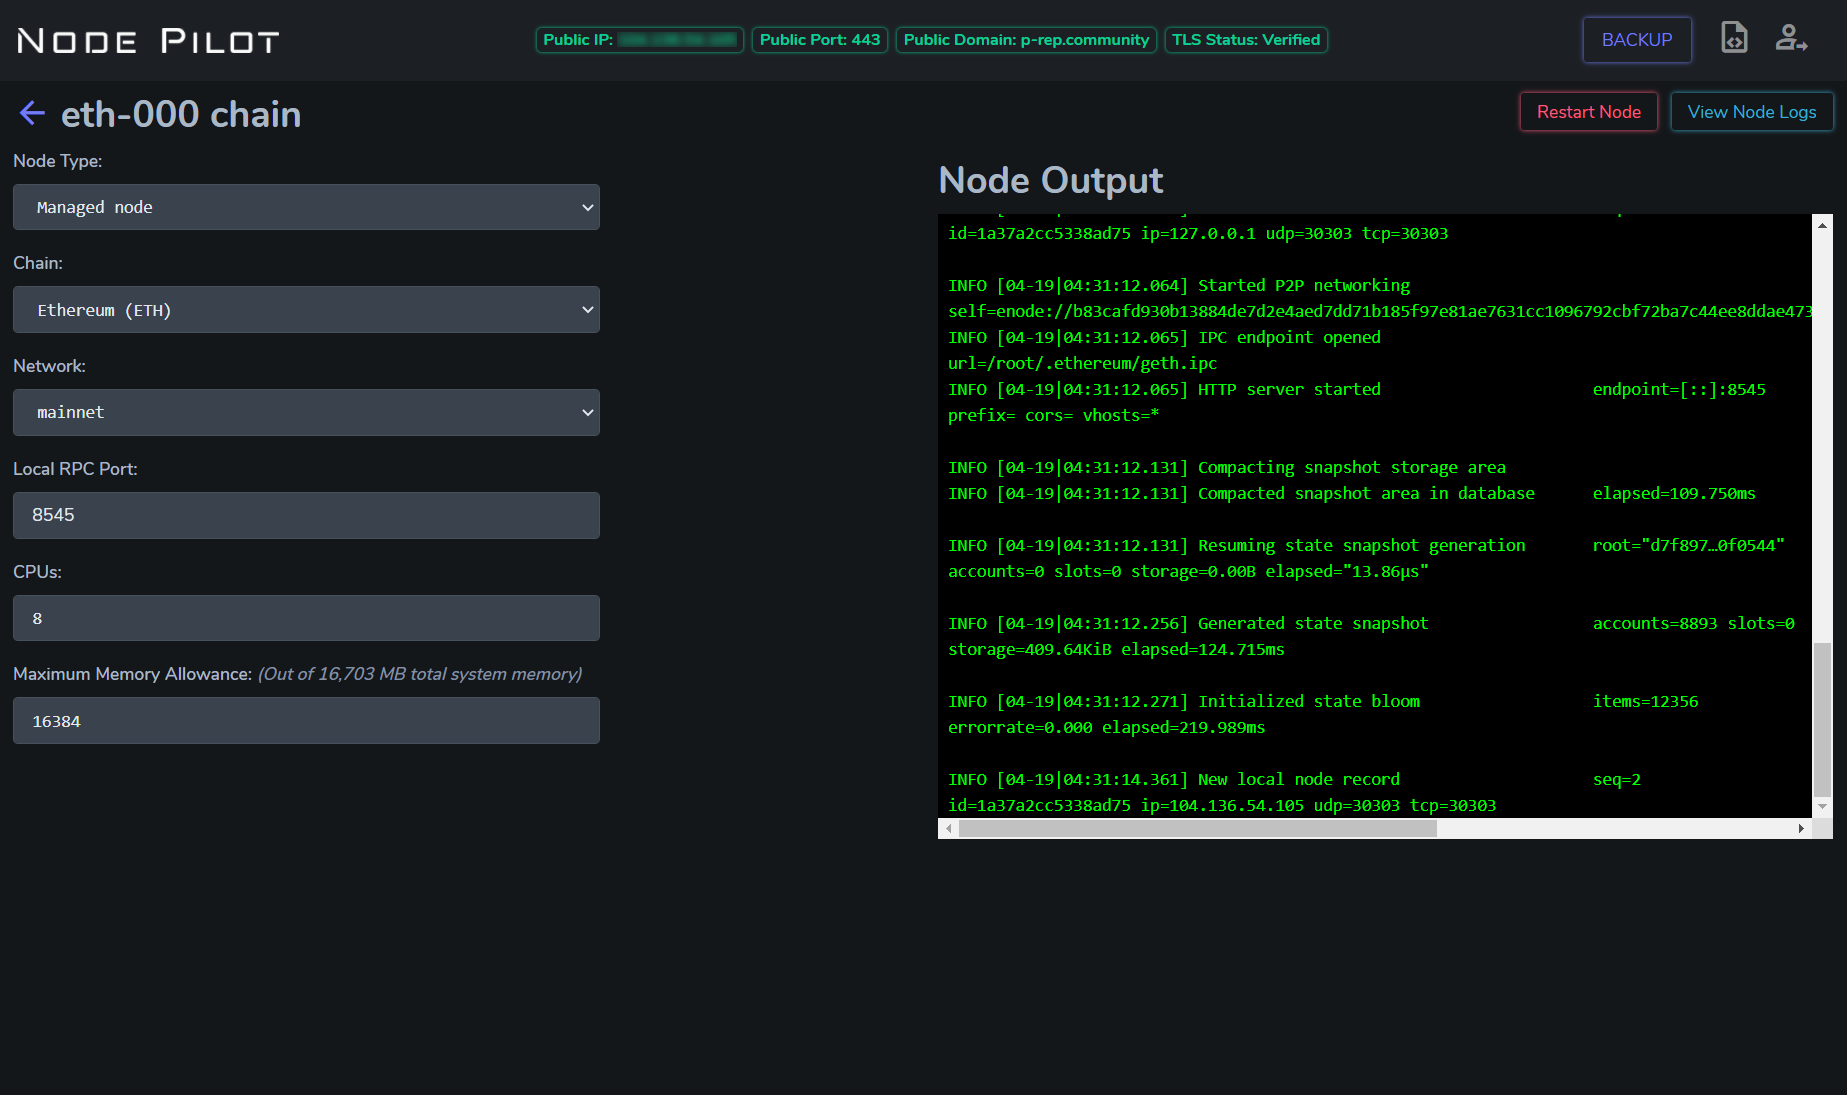 NODE PILOT
Public IP:
Public Port: 443
Public Domain: p-rep.community
TLS Status: Verified
BACKUP
eth-000 chain
Restart Node
View Node Logs
Node Type:
Managed node
Chain:
Ethereum (ETH)
Network:
mainnet
Local RPC Port:
8545
CPUs:
8
Maximum Memory Allowance: (Out of 16,703 MB total system memory)
16384
Node Output
id=1a37a2cc5338ad75 ip=127.0.0.1 udp=30303 tcp=30303
INFO [04-19|04:31:12.064] Started P2P networking
self=enode://b83cafd930b13884de7d2e4aed7dd71b185f97e81ae7631cc1096792cbf72ba7c44ee8ddae473
INFO [04-19|04:31:12.065] IPC endpoint opened
url=/root/.ethereum/geth.ipc
INFO [04-19|04:31:12.065] HTTP server started endpoint=[::]:8545
prefix= cors= vhosts=*
INFO [04-19|04:31:12.131] Compacting snapshot storage area
INFO [04-19|04:31:12.131] Compacted snapshot area in database elapsed=109.750ms
INFO [04-19|04:31:12.131] Resuming state snapshot generation root="d7f897…0f0544"
accounts=0 slots=0 storage=0.00B elapsed="13.86µs"
INFO [04-19|04:31:12.256] Generated state snapshot accounts=8893 slots=0
storage=409.64KiB elapsed=124.715ms
INFO [04-19|04:31:12.271] Initialized state bloom items=12356
errorrate=0.000 elapsed=219.989ms
INFO [04-19|04:31:14.361] New local node record seq=2
id=1a37a2cc5338ad75 ip=104.136.54.105 udp=30303 tcp=30303